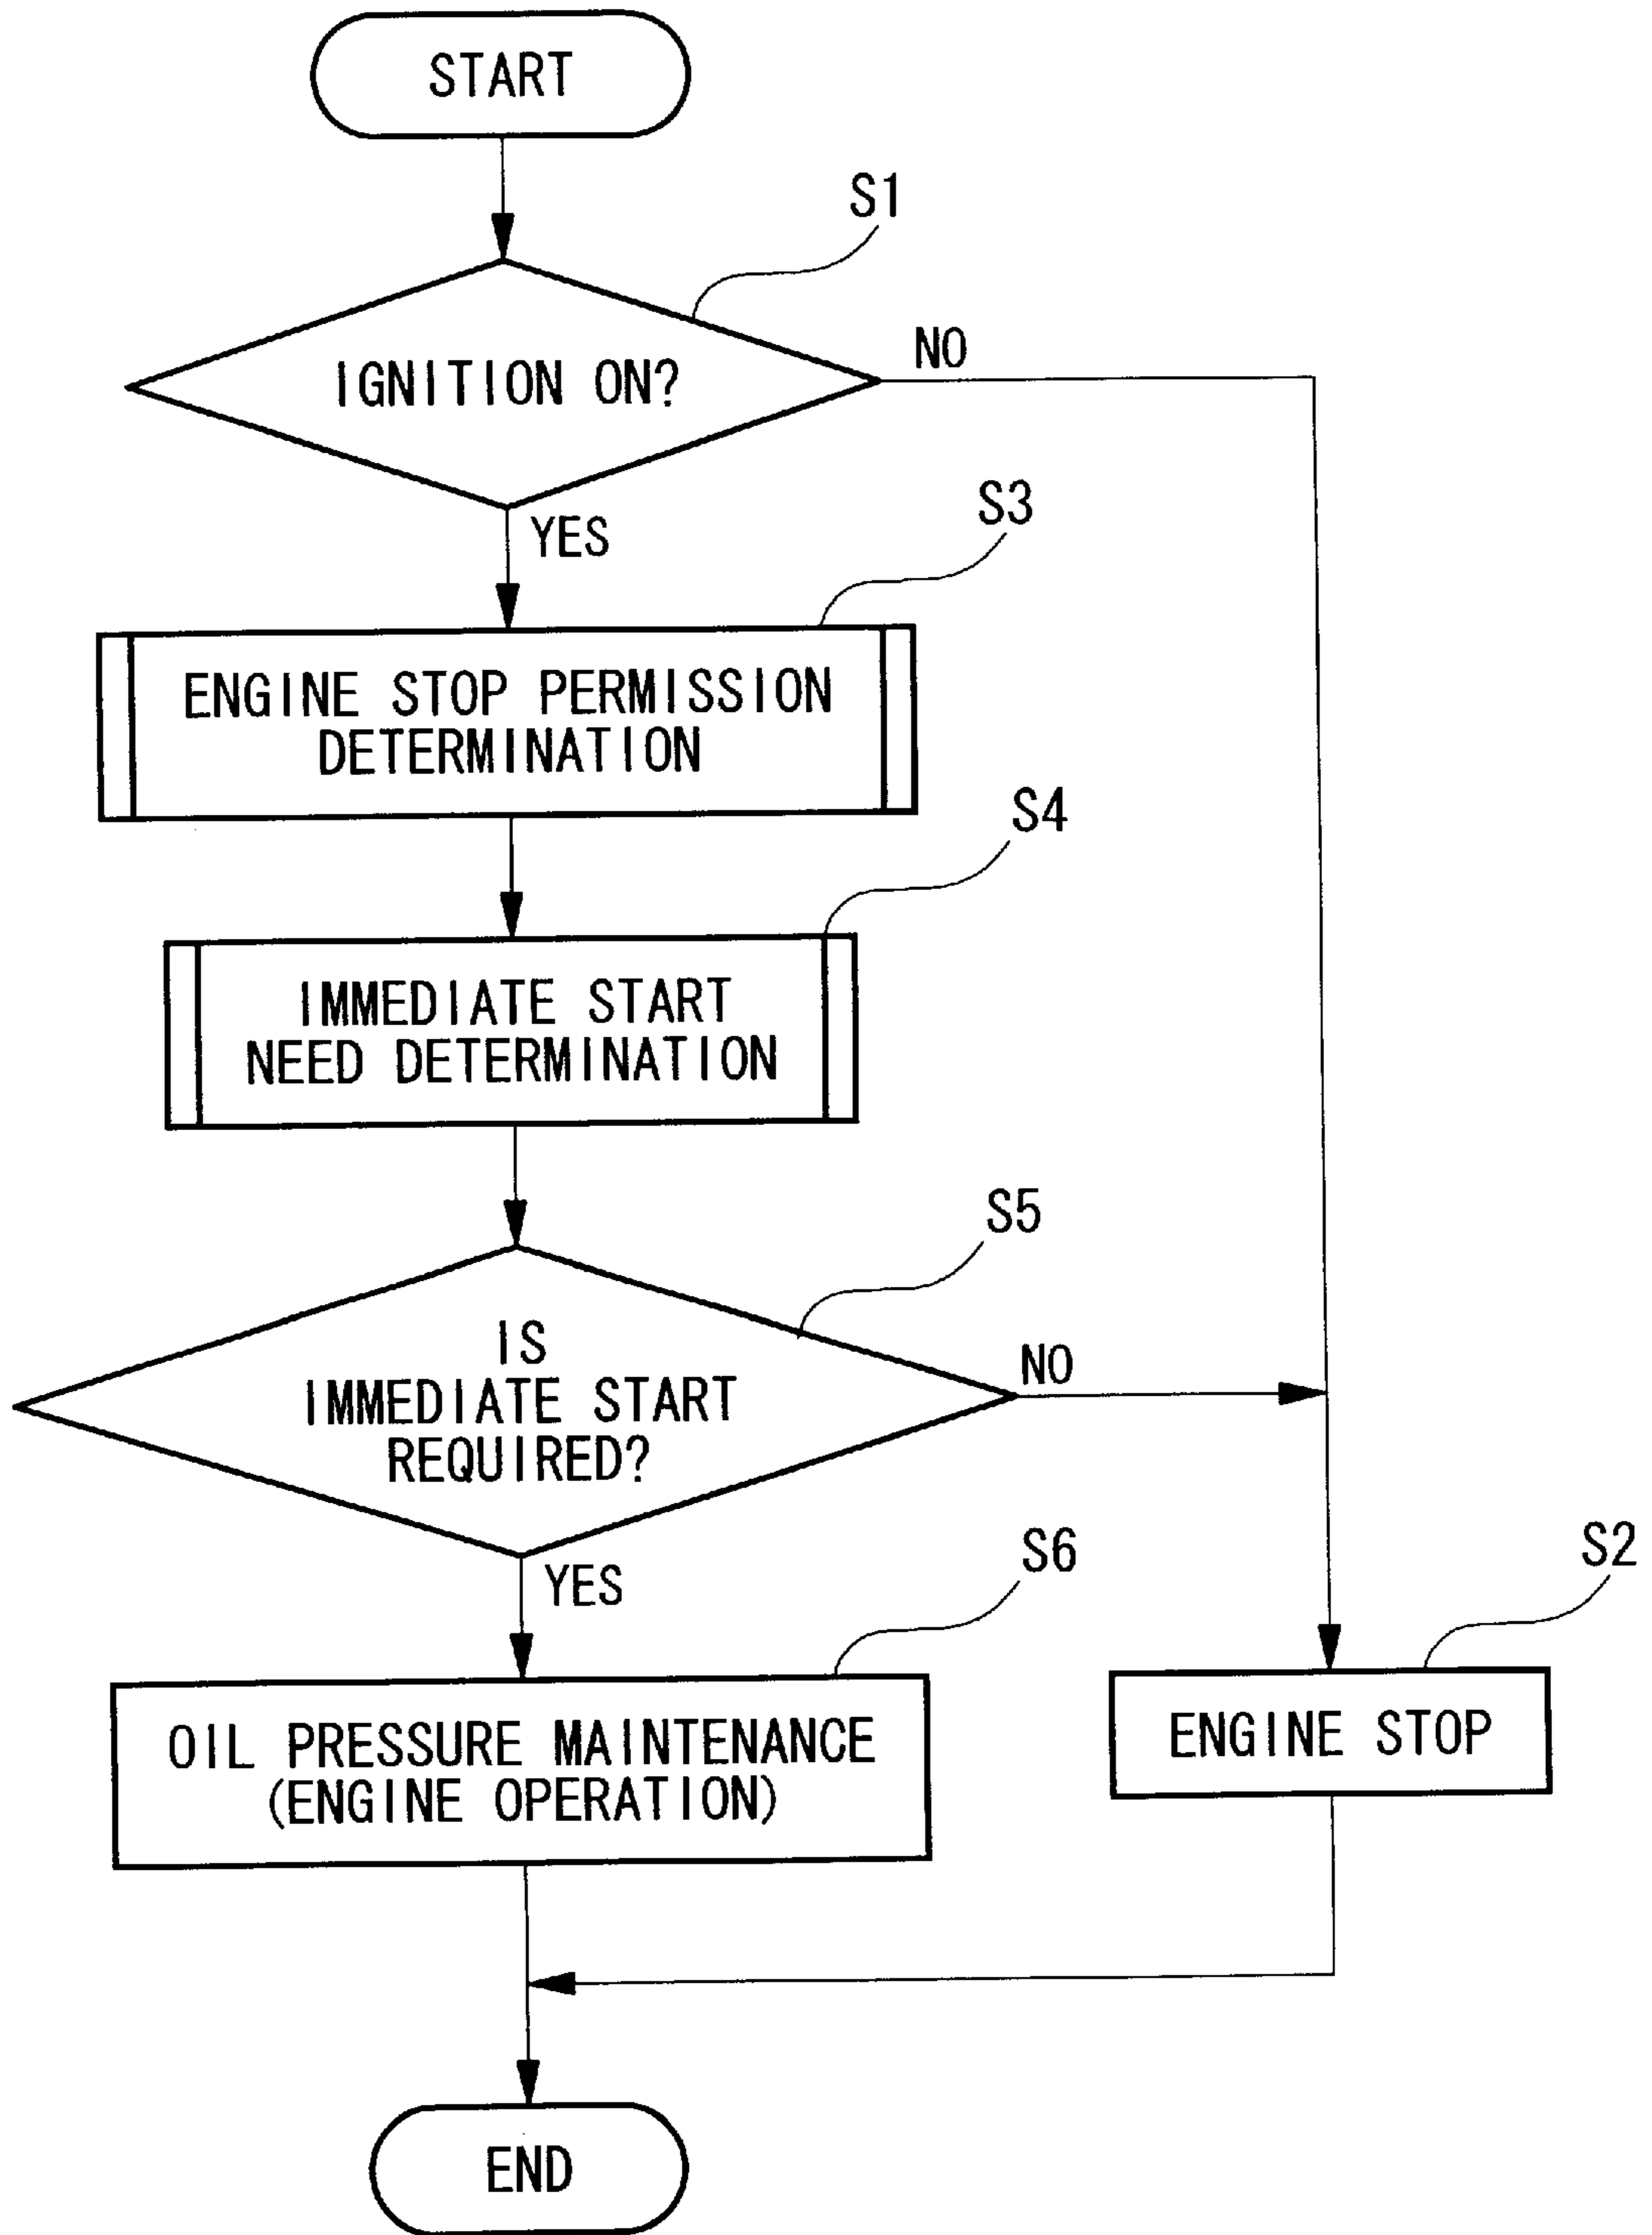 START
S1
IGNITION ON?
NO
YES
S3
ENGINE STOP PERMISSION
DETERMINATION
S4
IMMEDIATE START
NEED DETERMINATION
S5
IS
IMMEDIATE START
REQUIRED?
NO
YES
S6
S2
OIL PRESSURE MAINTENANCE
(ENGINE OPERATION)
ENGINE STOP
END